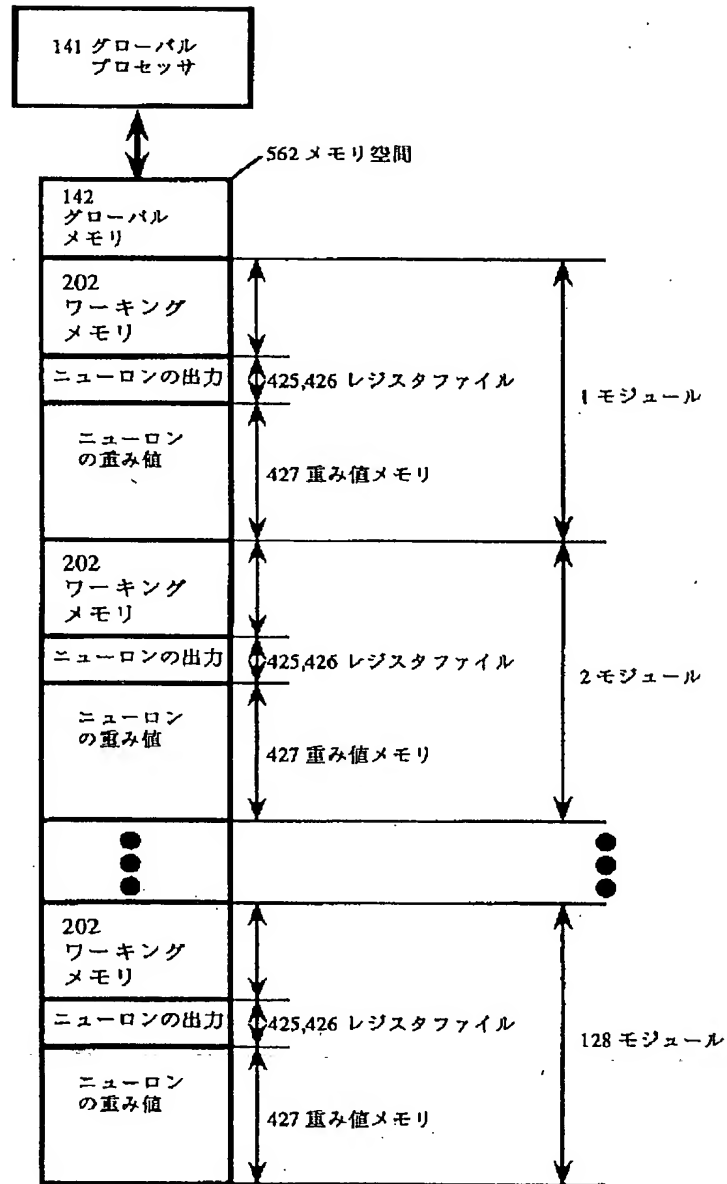 141 グローバル
プロセッサ
562 メモリ空間
142
グローバル
メモリ
202
ワーキング
メモリ
ニューロンの出力
425,426 レジスタファイル
1 モジュール
ニューロン
の重み値
427 重み値メモリ
202
ワーキング
メモリ
ニューロンの出力
425,426 レジスタファイル
2 モジュール
ニューロン
の重み値
427 重み値メモリ
202
ワーキング
メモリ
ニューロンの出力
425,426 レジスタファイル
128 モジュール
ニューロン
の重み値
427 重み値メモリ